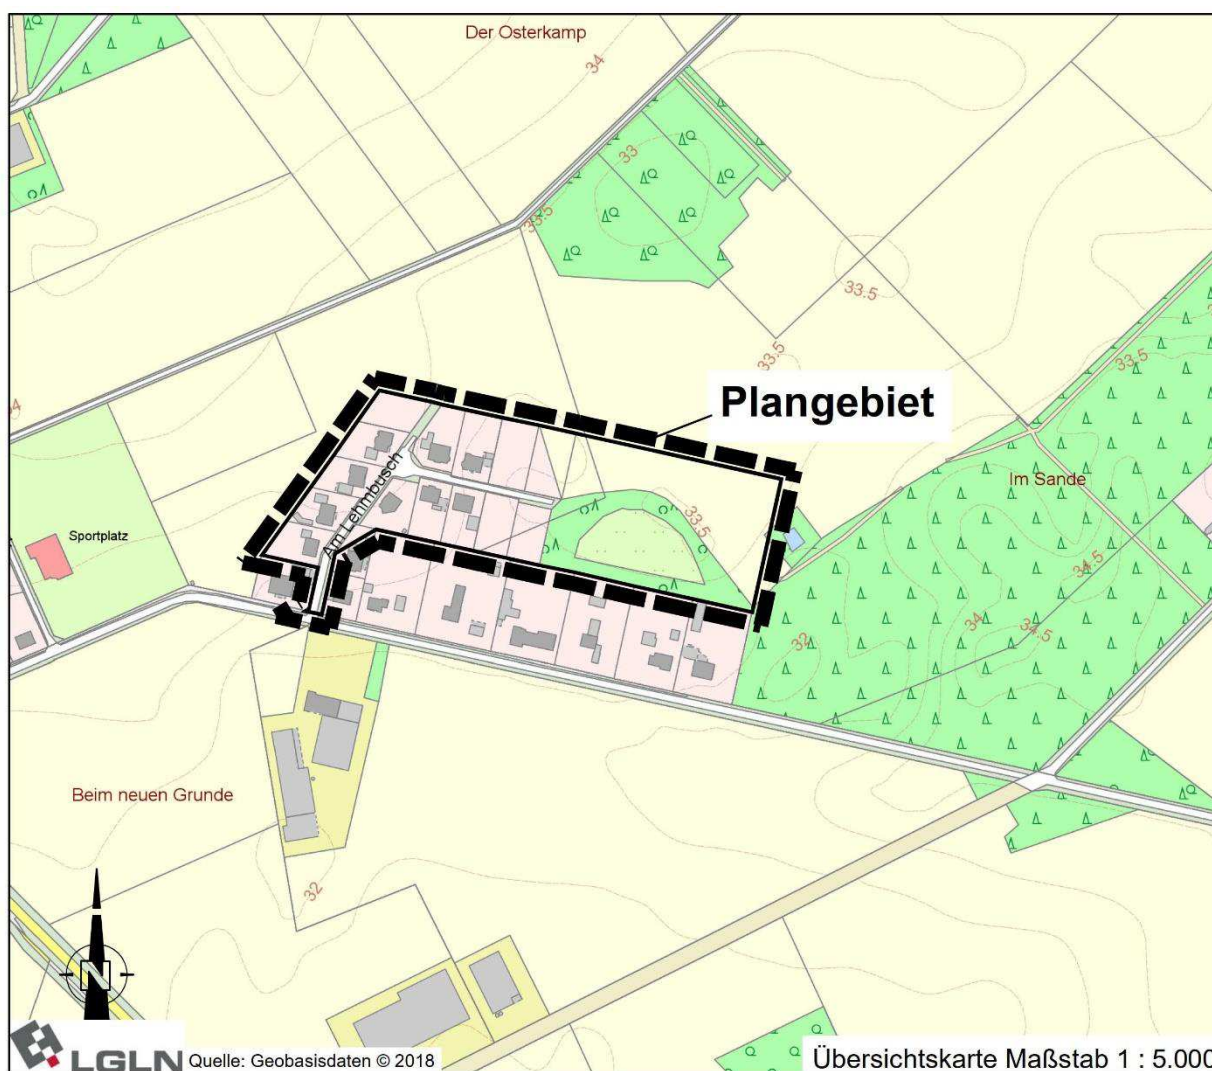 Der Osterkamp
34
33
33.5
33.5
33.5
33.5
34
Plangebiet
Im Sande
Am Lehmbusch
33.5
Sportplatz
34.5
34
34.5
32
Beim neuen Grunde
32
LGLN Quelle: Geobasisdaten © 2018
Übersichtskarte Maßstab 1 : 5.000